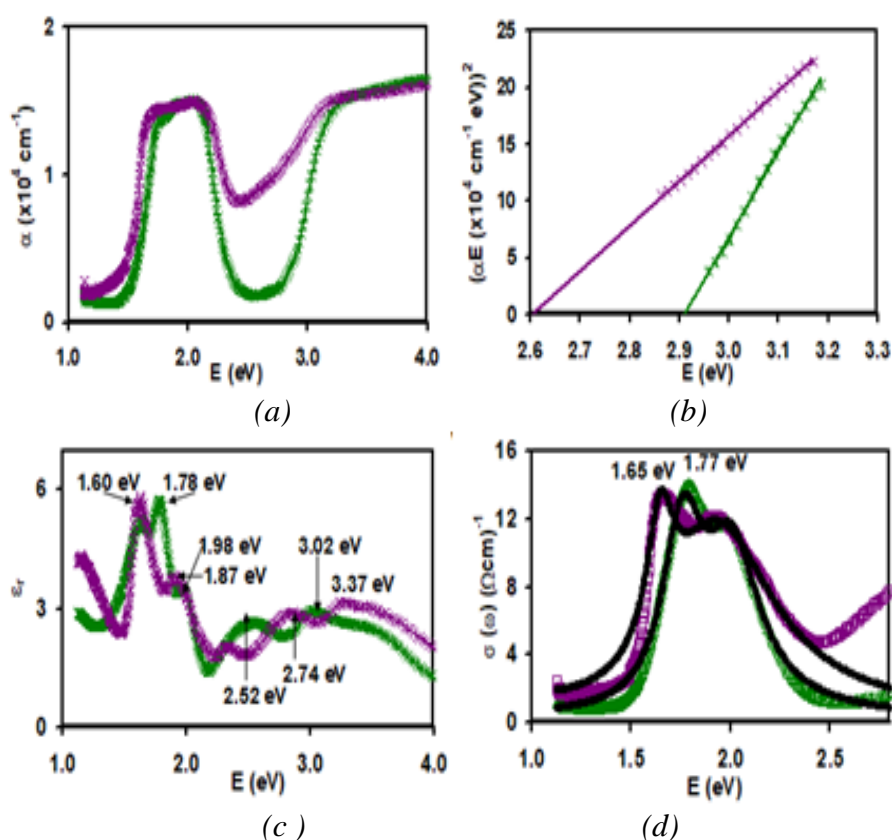 2
1
0
1.0 2.0 3.0 4.0
α (x10⁴ cm⁻¹)
E (eV)
(a)
25
20
15
10
5
0
2.6 2.7 2.8 2.9 3.0 3.1 3.2 3.3
(αE (x10⁻⁴ cm⁻¹ eV))²
E (eV)
(b)
6
3
0
1.0 2.0 3.0 4.0
εr
E (eV)
1.60 eV
1.78 eV
1.98 eV
1.87 eV
3.02 eV
3.37 eV
2.52 eV
2.74 eV
(c )
16
12
8
4
0
1.0 1.5 2.0 2.5
σ (ω) (Ωcm)⁻¹
E (eV)
1.65 eV
1.77 eV
(d)